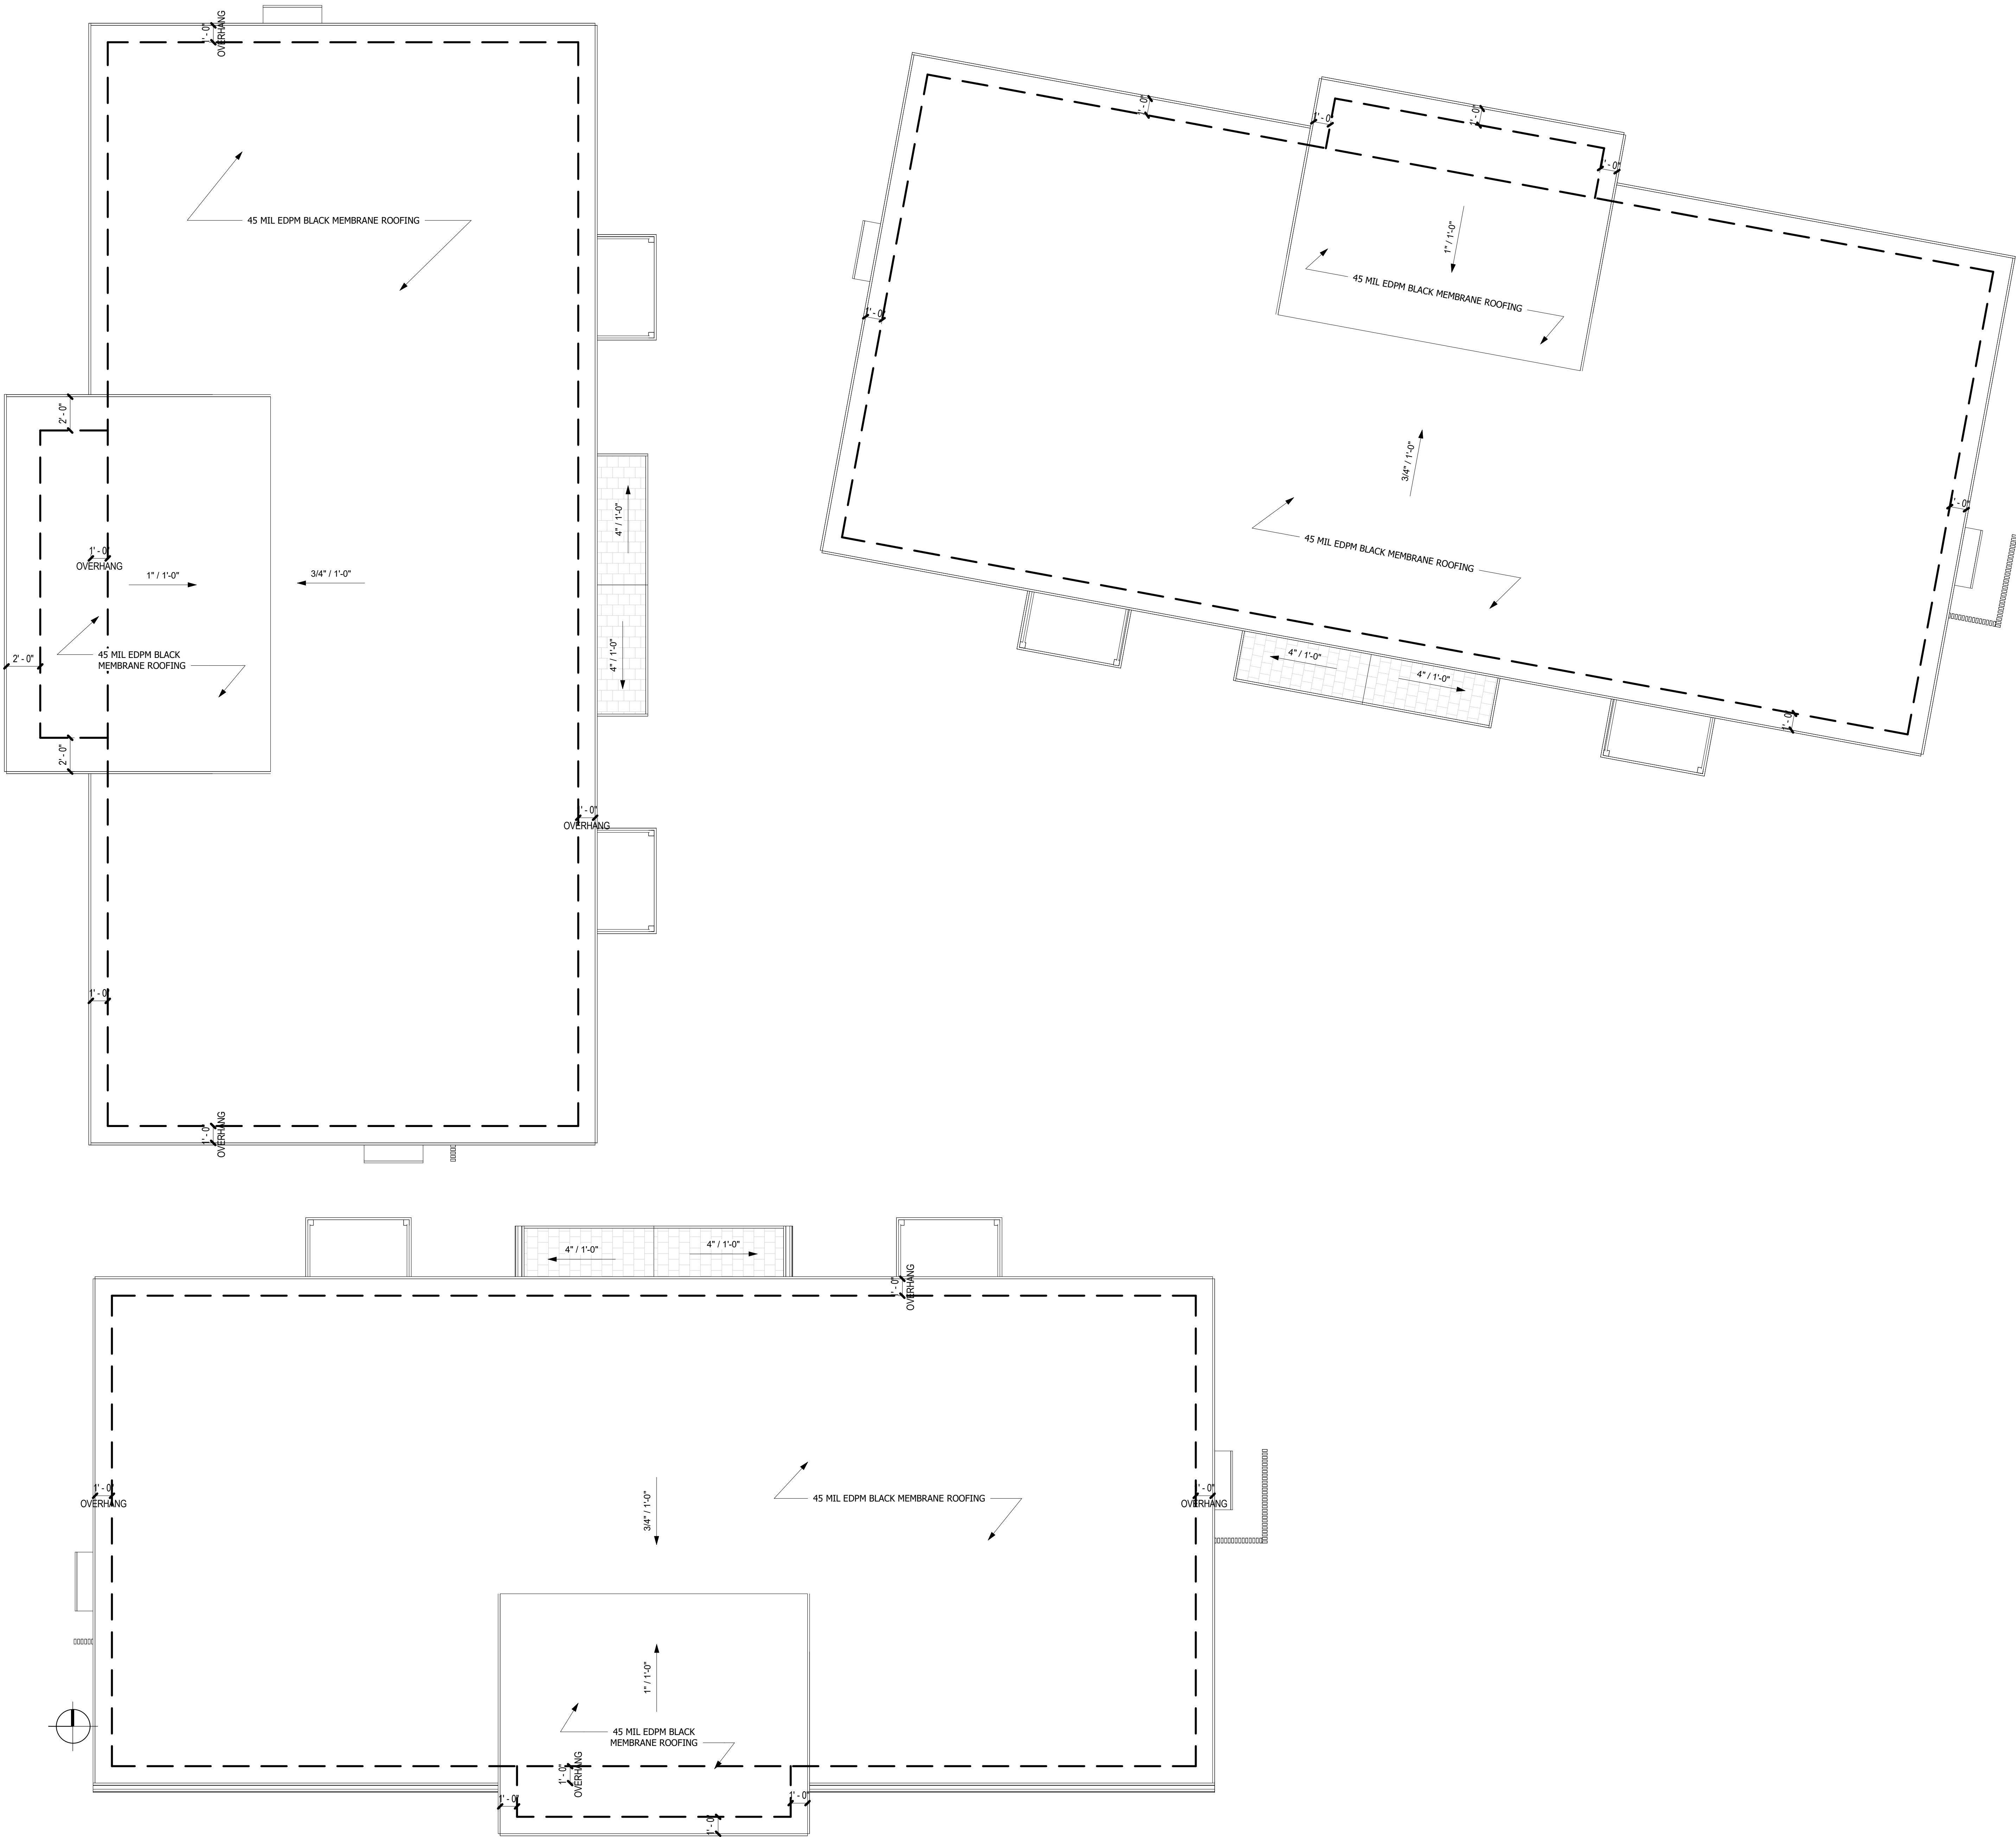 1' - 0"
OVERHANG
45 MIL EDPM BLACK MEMBRANE ROOFING
2' - 0"
1' - 0"
OVERHANG
1" / 1'-0"
3/4" / 1'-0"
4" / 1'-0"
4" / 1'-0"
45 MIL EDPM BLACK
MEMBRANE ROOFING
2' - 0"
2' - 0"
1' - 0"
OVERHANG
1' - 0"
1' - 0"
OVERHANG
1' - 0"
1' - 0"
1' - 0"
1' - 0"
1" / 1'-0"
45 MIL EDPM BLACK MEMBRANE ROOFING
1' - 0"
3/4" / 1'-0"
1' - 0"
45 MIL EDPM BLACK MEMBRANE ROOFING
4" / 1'-0"
4" / 1'-0"
1' - 0"
4" / 1'-0"
4" / 1'-0"
1' - 0"
OVERHANG
1' - 0"
OVERHANG
3/4" / 1'-0"
45 MIL EDPM BLACK MEMBRANE ROOFING
1' - 0"
OVERHANG
1" / 1'-0"
45 MIL EDPM BLACK
MEMBRANE ROOFING
1' - 0"
OVERHANG
1' - 0"
1' - 0"
1' - 0"